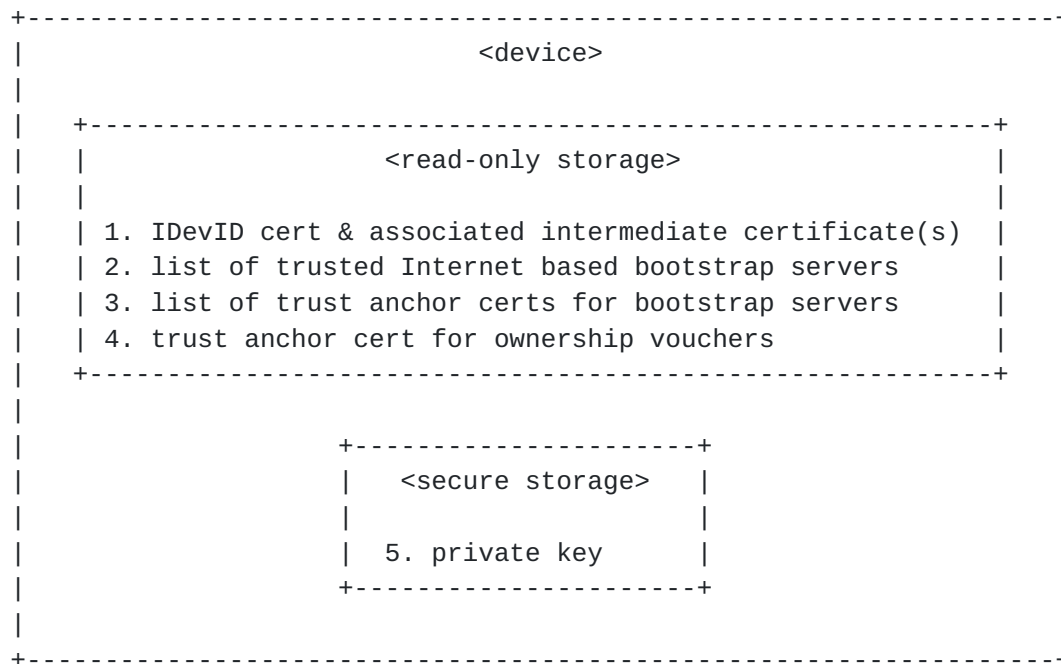 <device>
<read-only storage>
1. IDevID cert & associated intermediate certificate(s)
2. list of trusted Internet based bootstrap servers
3. list of trust anchor certs for bootstrap servers
4. trust anchor cert for ownership vouchers
<secure storage>
5. private key